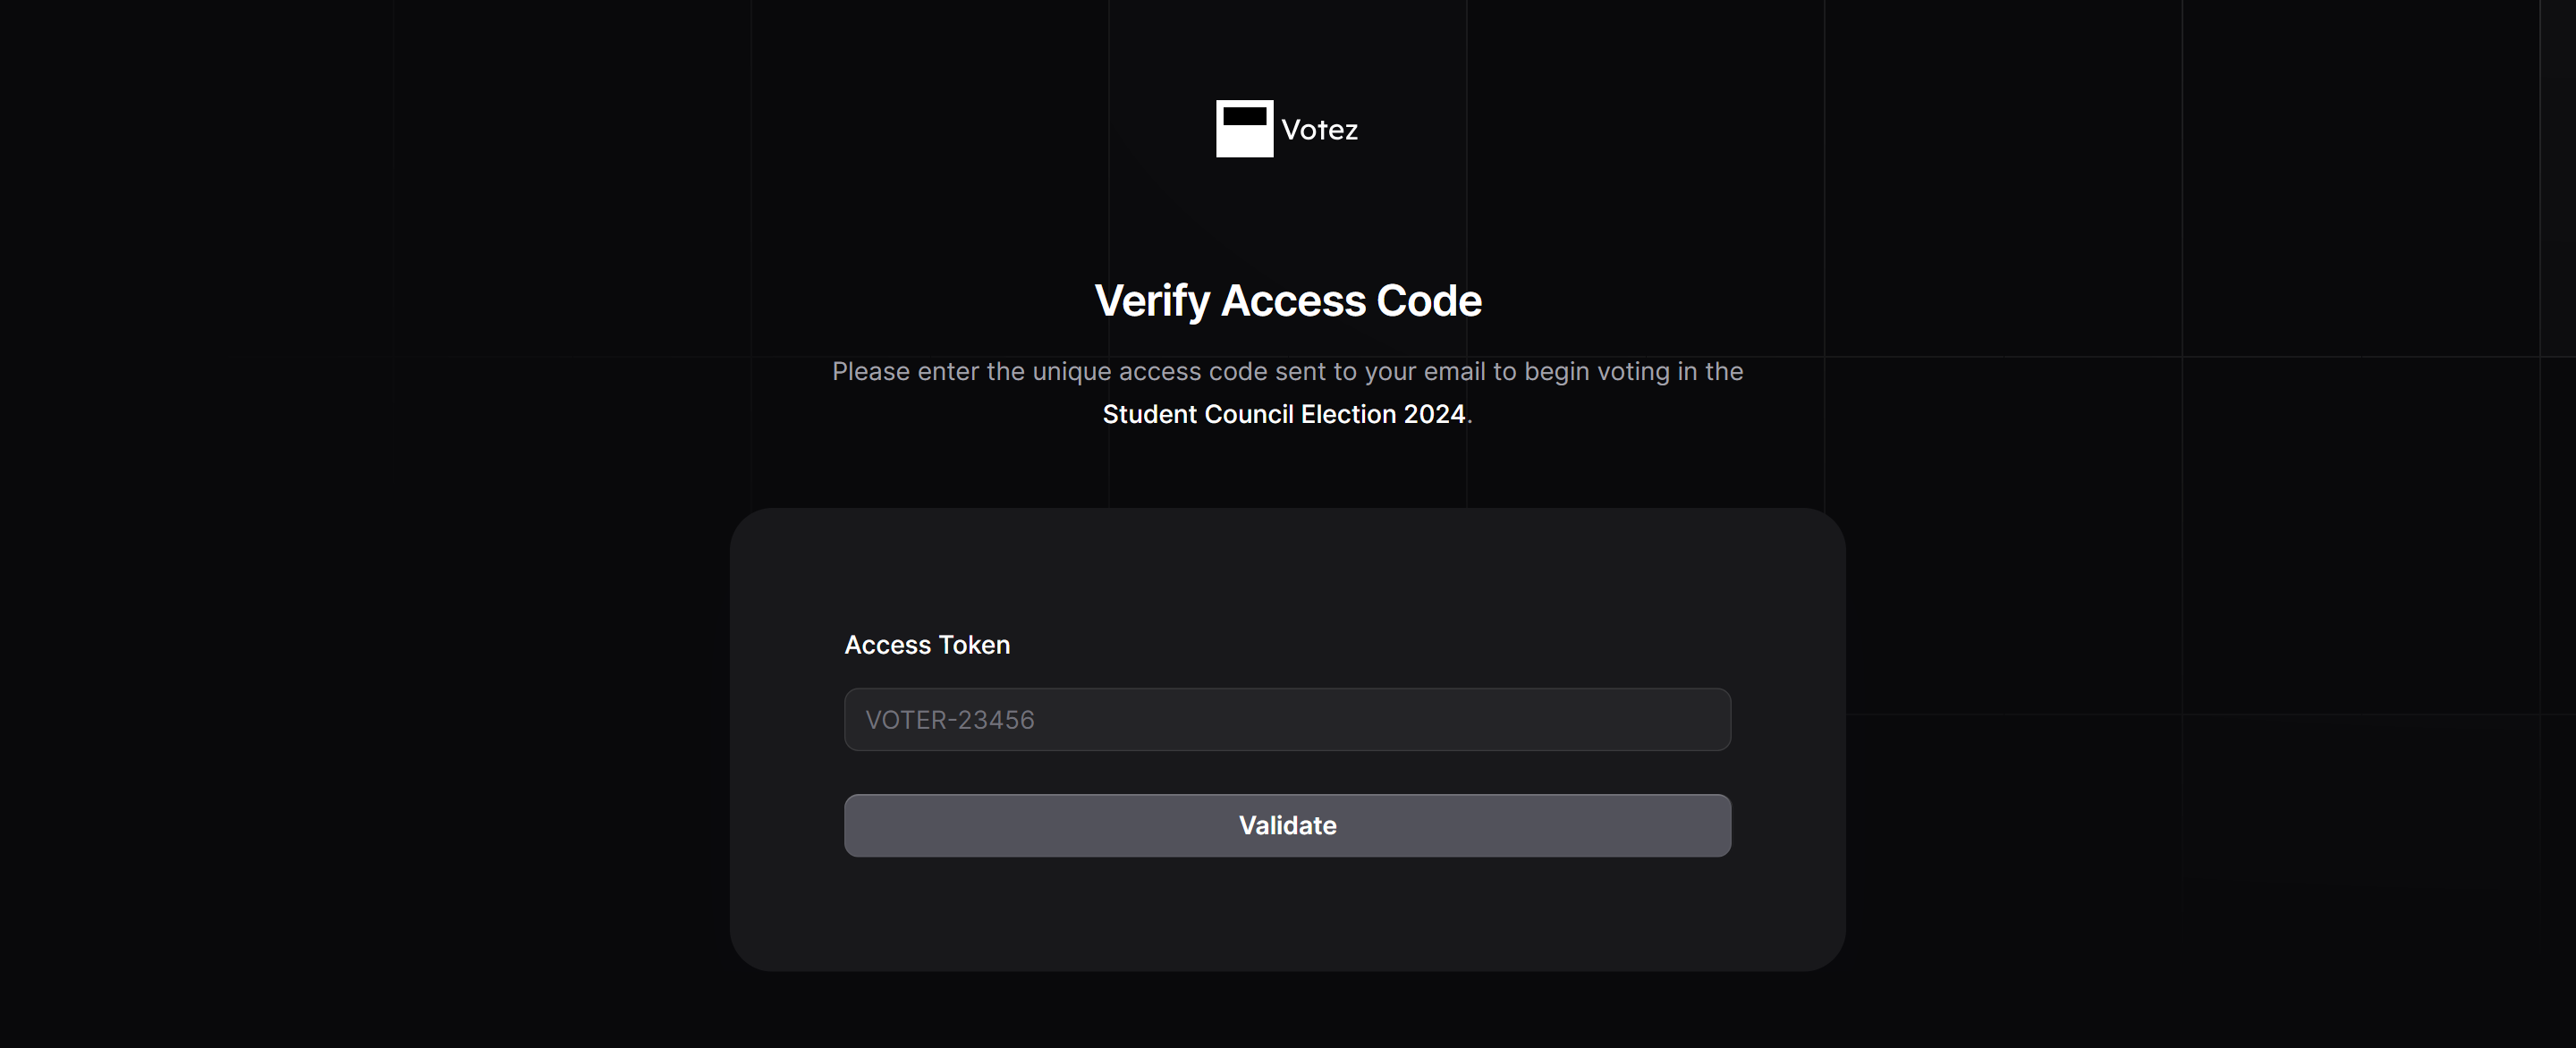 Votez
Verify Access Code
Please enter the unique access code sent to your email to begin voting in the
Student Council Election 2024.
Access Token
VOTER-23456
Validate